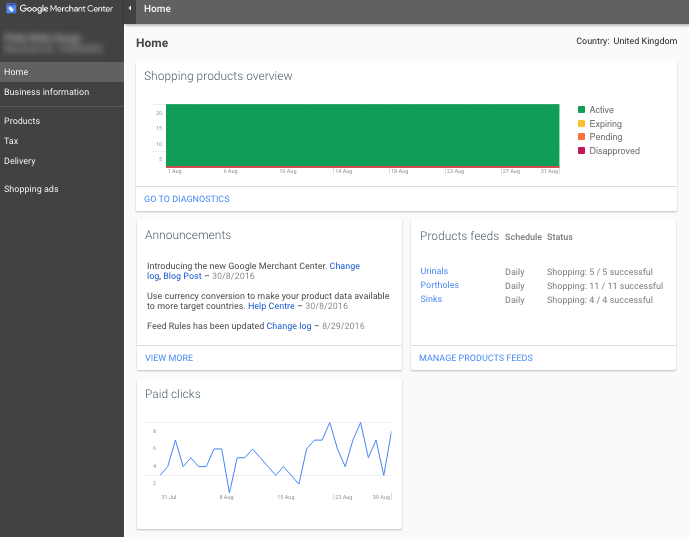 Google Merchant Center
Home
Home
Country: United Kingdom
Home
Business information
Products
Tax
Delivery
Shopping ads
Shopping products overview
20
15
10
5
1 Aug
10 Aug
14 Aug
23 Aug
27 Aug
31 Aug
Active
Expiring
Pending
Disapproved
GO TO DIAGNOSTICS
Announcements
Introducing the new Google Merchant Center. Change
log, Blog Post – 30/8/2016
Use currency conversion to make your product data available
to more target countries. Help Centre – 30/8/2016
Feed Rules has been updated Change log – 8/29/2016
VIEW MORE
Products feeds Schedule Status
Urinals Daily Shopping: 5 / 5 successful
Portholes Daily Shopping: 11 / 11 successful
Sinks Daily Shopping: 4 / 4 successful
MANAGE PRODUCTS FEEDS
Paid clicks
8
6
4
2
31 Jul
8 Aug
15 Aug
23 Aug
30 Aug